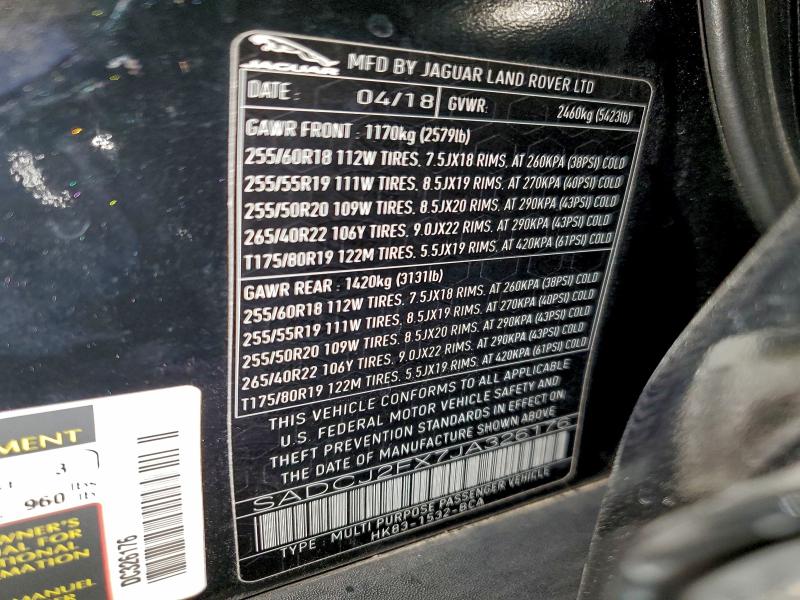 JAGUAR
MFD BY JAGUAR LAND ROVER LTD
DATE : 04/18 GVWR: 2460kg (5423lb)
GAWR FRONT : 1170kg (2579lb)
255/60R18 112W TIRES, 7.5JX18 RIMS, AT 260KPA (38PSI) COLD
255/55R19 111W TIRES, 8.5JX19 RIMS, AT 270KPA (40PSI) COLD
255/50R20 109W TIRES, 8.5JX20 RIMS, AT 290KPA (43PSI) COLD
265/40R22 106Y TIRES, 9.0JX22 RIMS, AT 290KPA (43PSI) COLD
T175/80R19 122M TIRES, 5.5JX19 RIMS, AT 420KPA (61PSI) COLD
GAWR REAR : 1420kg (3131lb)
255/60R18 112W TIRES, 7.5JX18 RIMS, AT 260KPA (38PSI) COLD
255/55R19 111W TIRES, 8.5JX19 RIMS, AT 270KPA (40PSI) COLD
255/50R20 109W TIRES, 8.5JX20 RIMS, AT 290KPA (43PSI) COLD
265/40R22 106Y TIRES, 9.0JX22 RIMS, AT 290KPA (43PSI) COLD
T175/80R19 122M TIRES, 5.5JX19 RIMS, AT 420KPA (61PSI) COLD
THIS VEHICLE CONFORMS TO ALL APPLICABLE
U.S. FEDERAL MOTOR VEHICLE SAFETY AND
THEFT PREVENTION STANDARDS IN EFFECT ON
THE DATE OF MANUFACTURE SHOWN ABOVE
SADCJ2FX7JA326176
TYPE : MULTI PURPOSE PASSENGER VEHICLE
HK83-1532-BCA
MENT
3
960
WNER'S
AL FOR
TIONAL
RMATION
MANUEL
DC326176